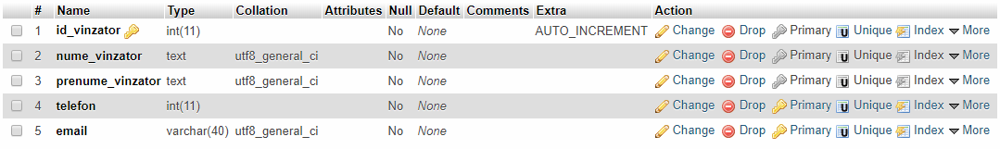 # Name Type Collation Attributes Null Default Comments Extra Action
1 id_vinzator int(11) No None AUTO_INCREMENT Change Drop Primary Unique Index More
2 nume_vinzator text utf8_general_ci No None Change Drop Primary Unique Index More
3 prenume_vinzator text utf8_general_ci No None Change Drop Primary Unique Index More
4 telefon int(11) No None Change Drop Primary Unique Index More
5 email varchar(40) utf8_general_ci No None Change Drop Primary Unique Index More